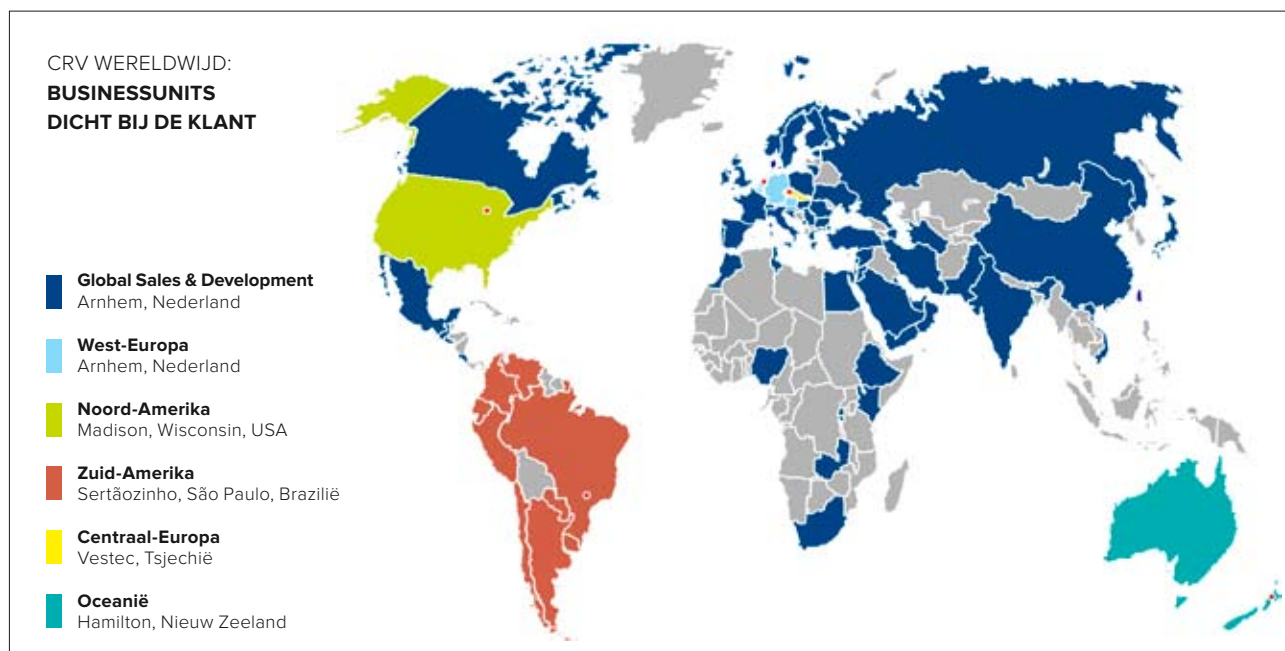 CRV WERELDWIJD:
BUSINESSUNITS
DICHT BIJ DE KLANT
Global Sales & Development
Arnhem, Nederland
West-Europa
Arnhem, Nederland
Noord-Amerika
Madison, Wisconsin, USA
Zuid-Amerika
Sertãozinho, São Paulo, Brazilië
Centraal-Europa
Vestec, Tsjechië
Oceanië
Hamilton, Nieuw Zeeland